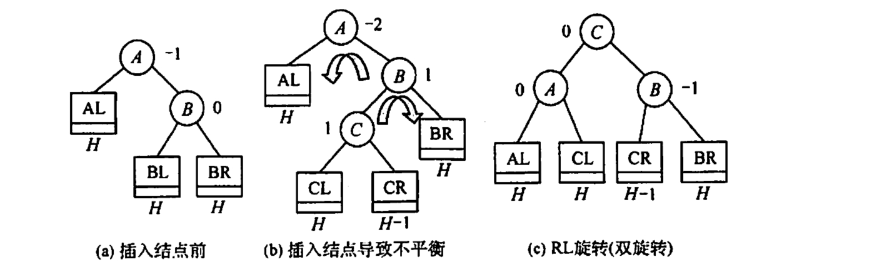 A -1
AL
H
B 0
BL
H
BR
H
(a) 插入结点前
A -2
AL
H
B 1
1 C
BR
H
CL
H
CR
H-1
(b) 插入结点导致不平衡
0 C
0 A
B -1
AL
H
CL
H
CR
H-1
BR
H
(c) RL旋转(双旋转)